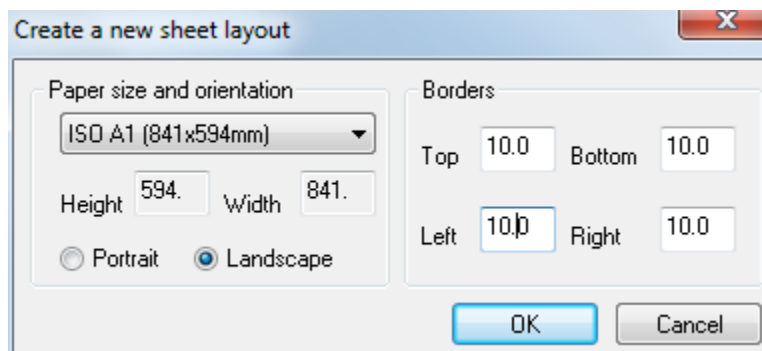 Create a new sheet layout
Paper size and orientation
ISO A1 (841x594mm)
Height 594. Width 841.
Portrait Landscape
Borders
Top 10.0 Bottom 10.0
Left 10.0 Right 10.0
OK Cancel